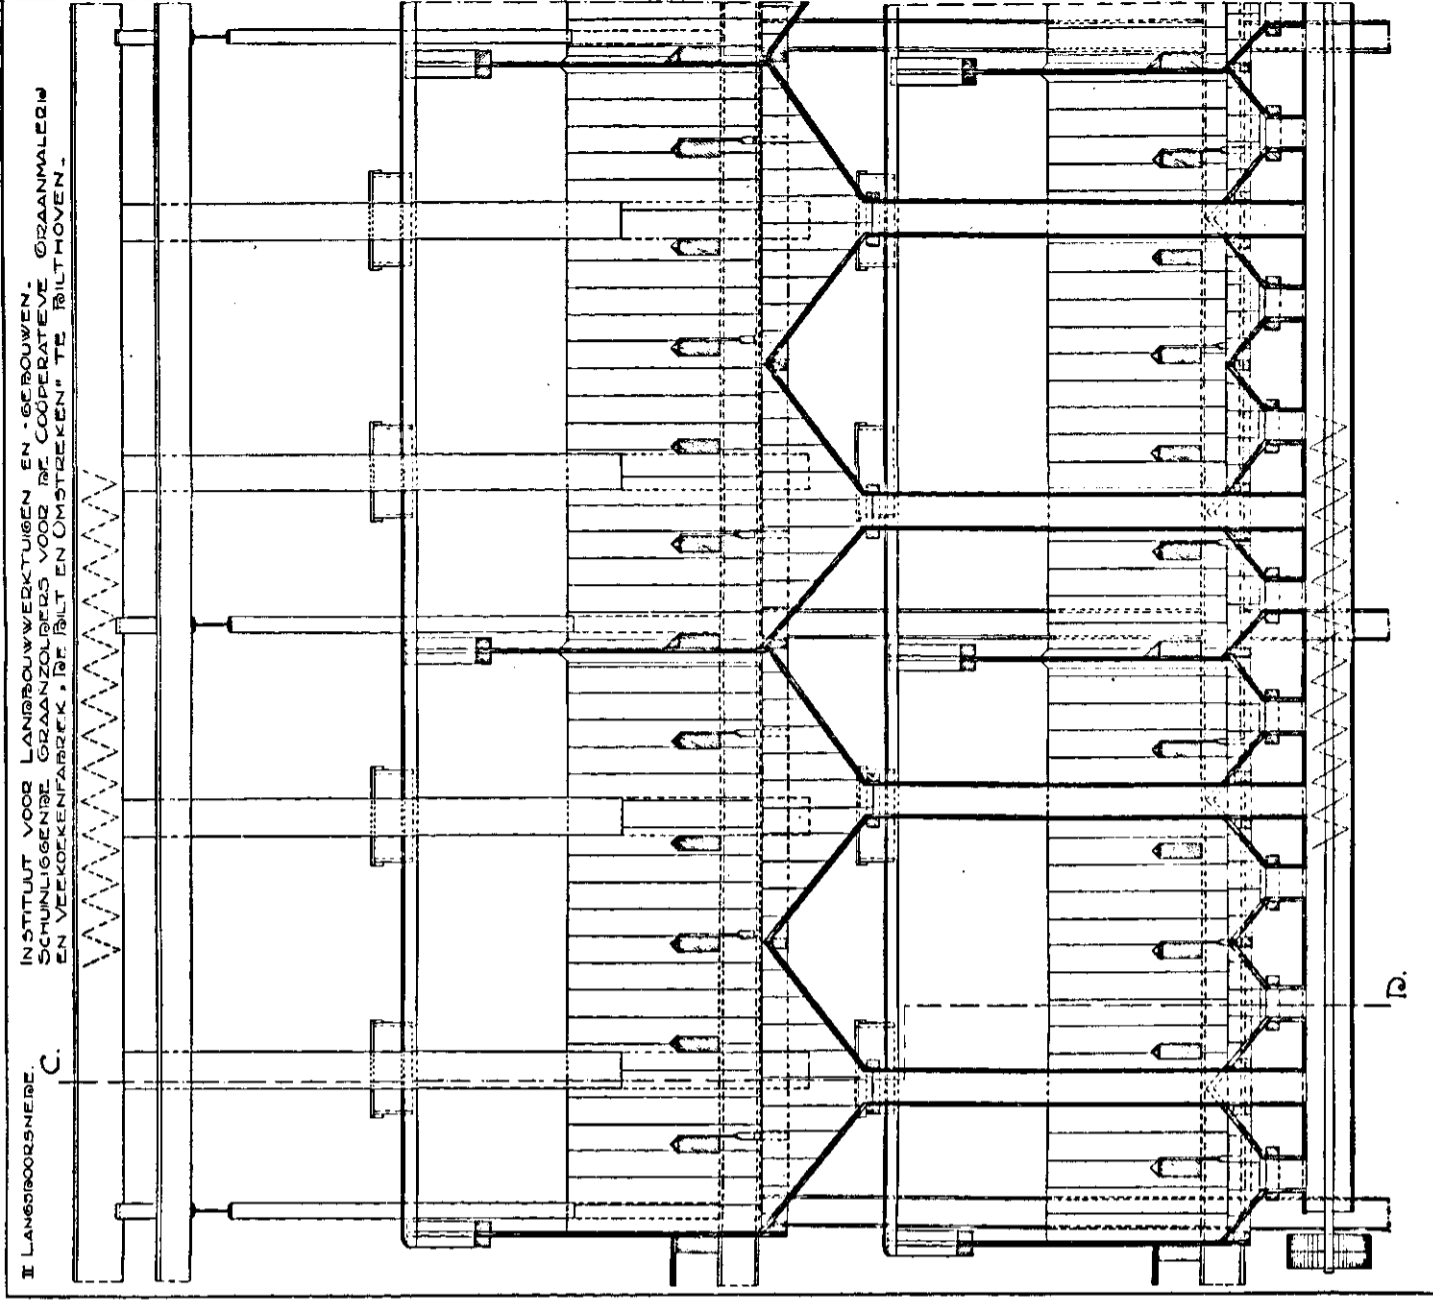 II LANGSDOORSNEDE.
INSTITUUT VOOR LANDBOUWWERKTUIGEN EN -GEBOUWEN.
SCHUINLIGGENDE GRAANZOLDERS VOOR DE COÖPERATEVE GRAANMALERIJ
EN VEEKOEKENFABRIEK „DE BILT EN OMSTREKEN" TE BILTHOVEN.
C.
D.